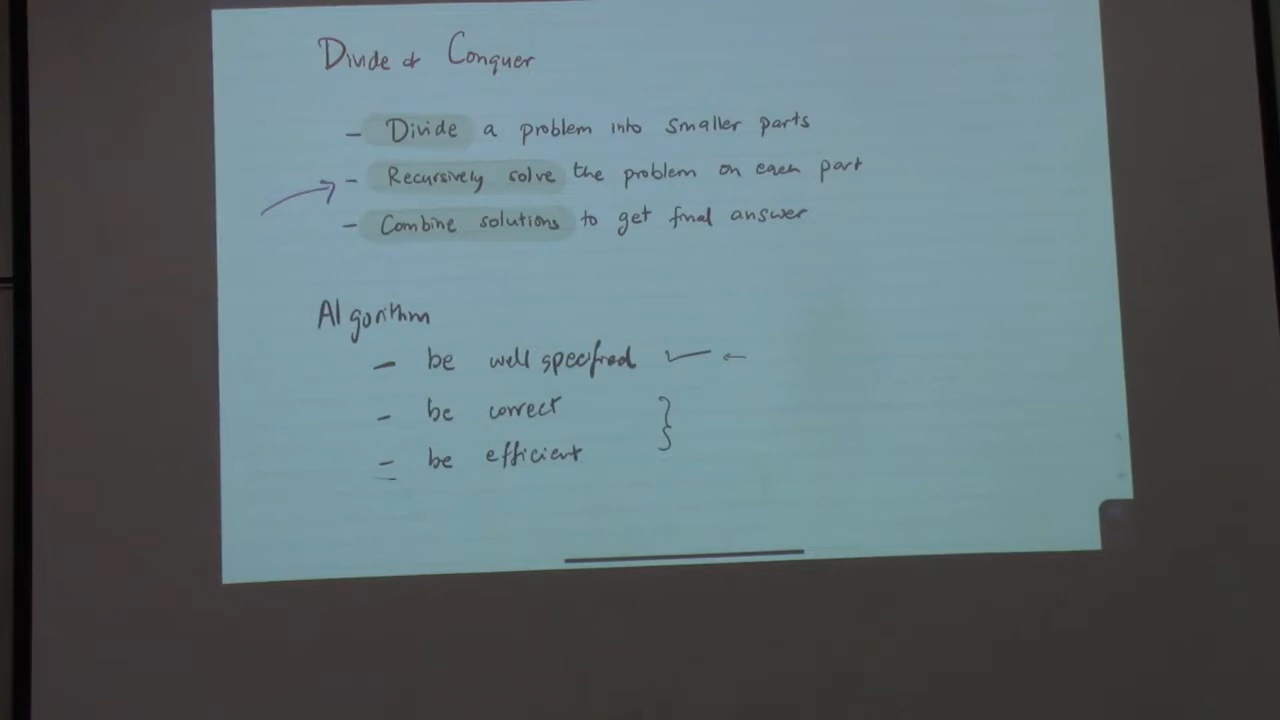 Divide & Conquer
- Divide a problem into smaller parts
- Recursively solve the problem on each part
- Combine solutions to get final answer
Algorithm
- be well specified ✓ ←
- be correct
- be efficient